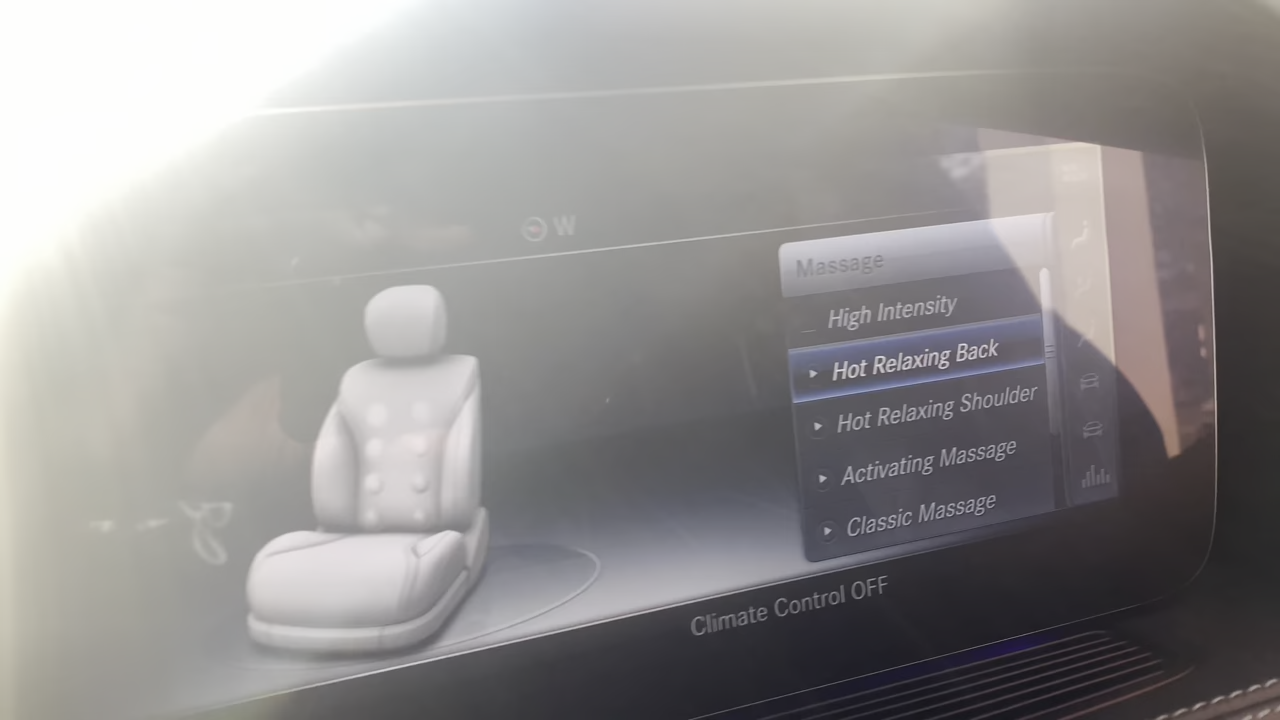 W
Massage
High Intensity
Hot Relaxing Back
Hot Relaxing Shoulder
Activating Massage
Classic Massage
Climate Control OFF